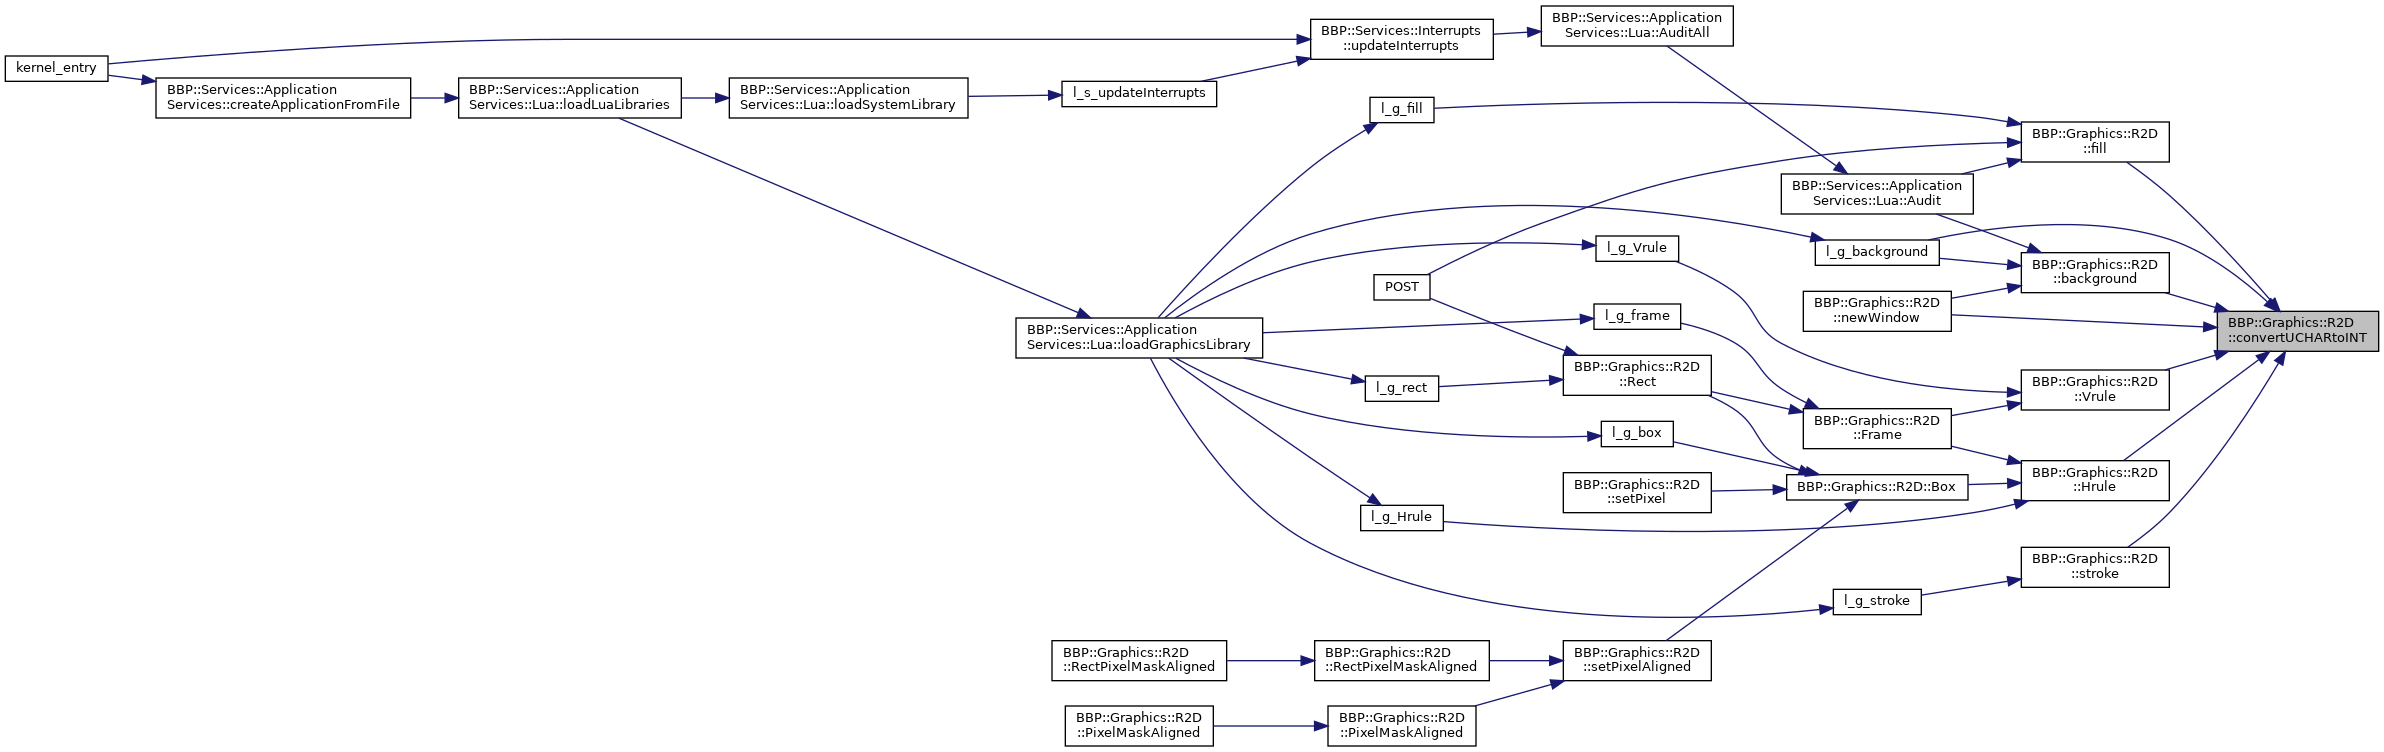 kernel_entry
BBP::Services::Application
Services::createApplicationFromFile
BBP::Services::Application
Services::Lua::loadLuaLibraries
BBP::Services::Application
Services::Lua::loadSystemLibrary
l_s_updateInterrupts
BBP::Services::Interrupts
::updateInterrupts
BBP::Services::Application
Services::Lua::AuditAll
l_g_fill
BBP::Graphics::R2D
::fill
BBP::Services::Application
Services::Lua::Audit
l_g_Vrule
l_g_background
BBP::Graphics::R2D
::background
POST
BBP::Graphics::R2D
::newWindow
l_g_frame
BBP::Services::Application
Services::Lua::loadGraphicsLibrary
BBP::Graphics::R2D
::convertUCHARtoINT
BBP::Graphics::R2D
::Rect
l_g_rect
BBP::Graphics::R2D
::Vrule
BBP::Graphics::R2D
::Frame
l_g_box
BBP::Graphics::R2D
::setPixel
BBP::Graphics::R2D::Box
BBP::Graphics::R2D
::Hrule
l_g_Hrule
BBP::Graphics::R2D
::stroke
l_g_stroke
BBP::Graphics::R2D
::RectPixelMaskAligned
BBP::Graphics::R2D
::RectPixelMaskAligned
BBP::Graphics::R2D
::setPixelAligned
BBP::Graphics::R2D
::PixelMaskAligned
BBP::Graphics::R2D
::PixelMaskAligned